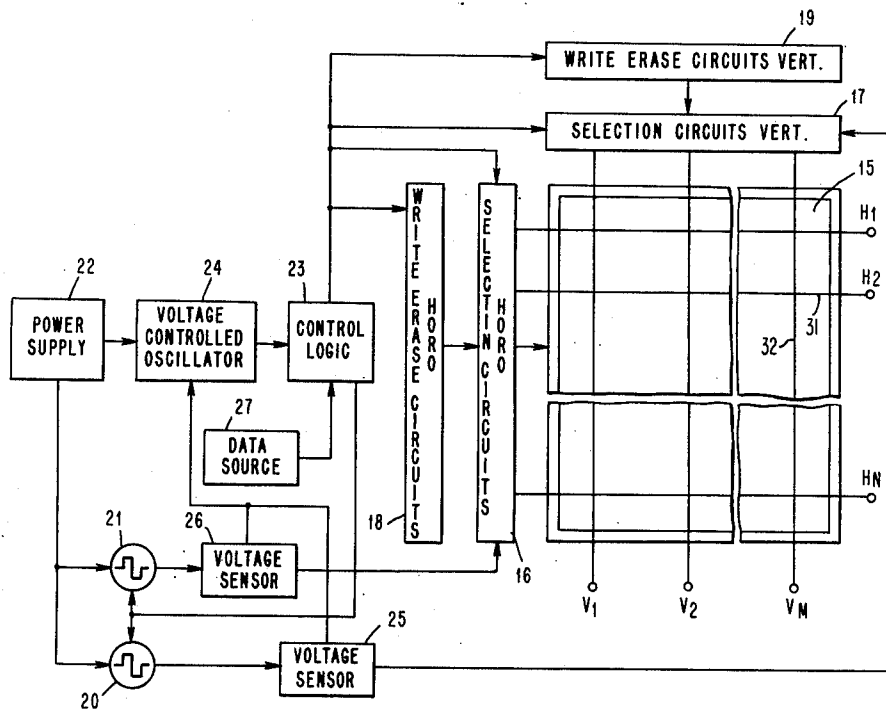 19
WRITE ERASE CIRCUITS VERT.
17
SELECTION CIRCUITS VERT.
15
H1
H2
31
32
HN
V1
V2
VM
WRITE ERASE CIRCUITS
HORO
18
SELECTIN CIRCUITS
HORO
16
22
POWER
SUPPLY
24
VOLTAGE
CONTROLLED
OSCILLATOR
23
CONTROL
LOGIC
27
DATA
SOURCE
21
26
VOLTAGE
SENSOR
20
25
VOLTAGE
SENSOR